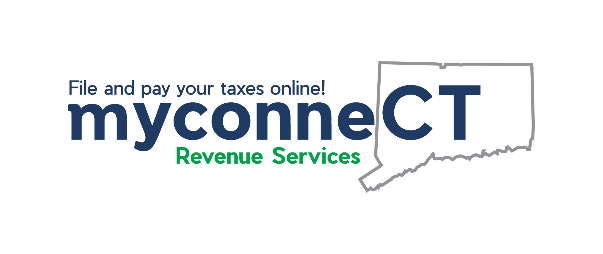 File and pay your taxes online!
myconneCT
Revenue Services